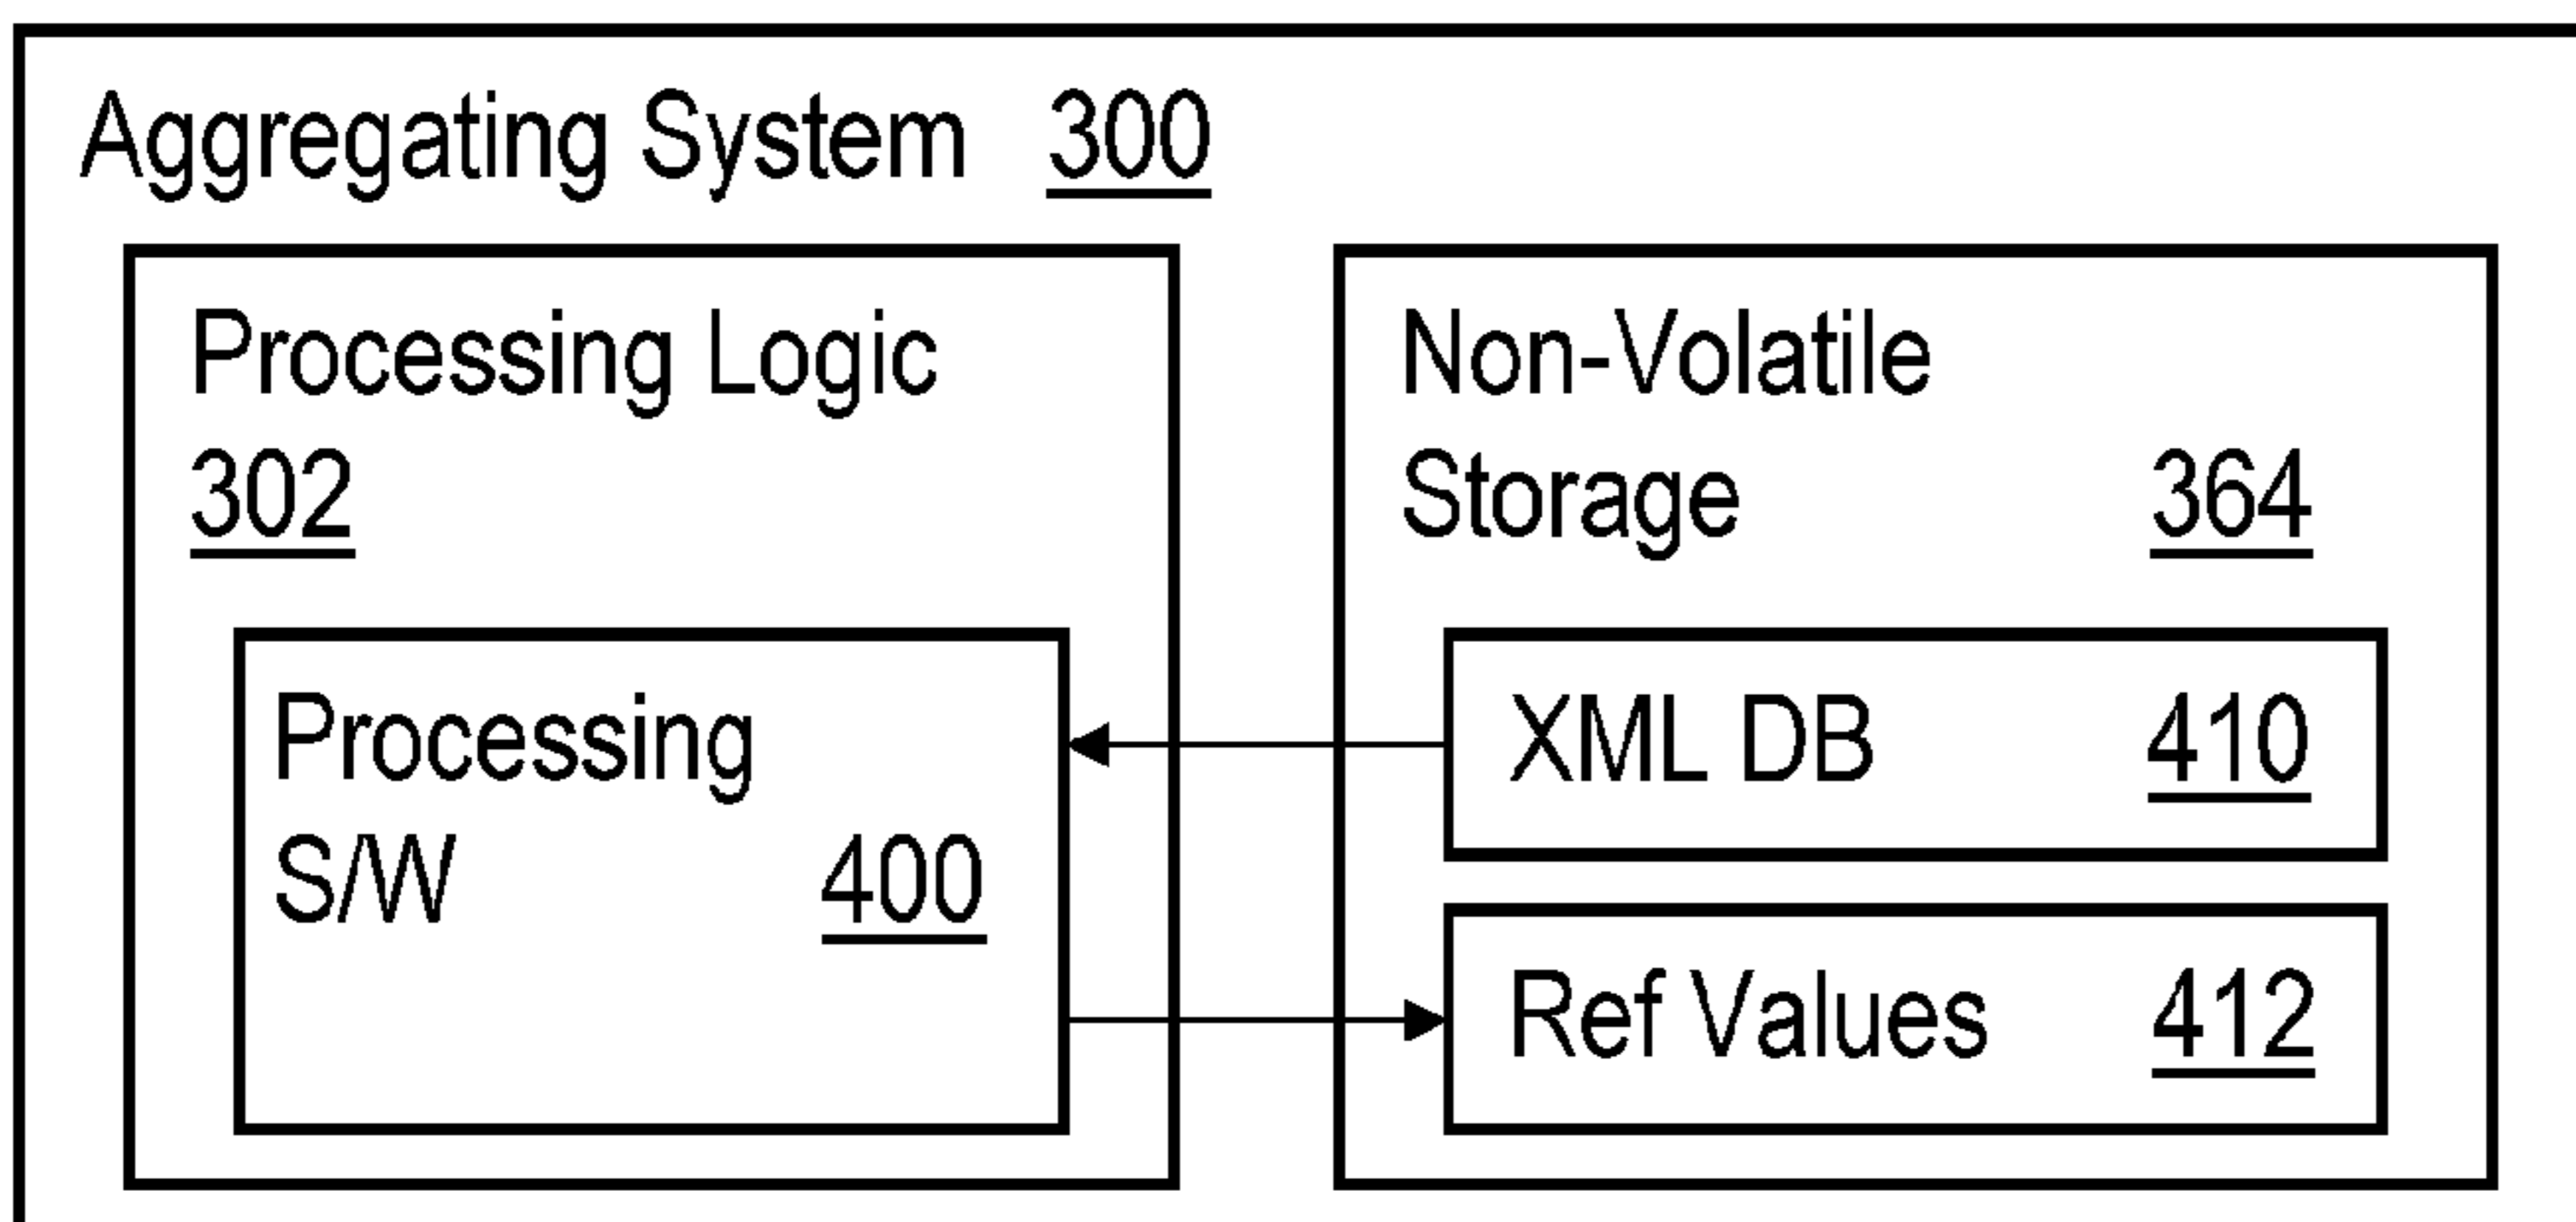 Aggregating System 300
Processing Logic
302
Processing
S/W 400
Non-Volatile
Storage 364
XML DB 410
Ref Values 412